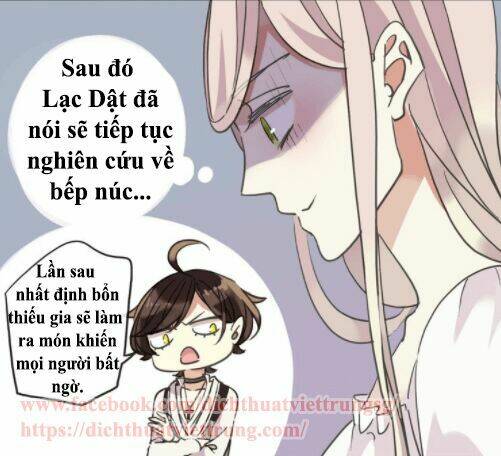 Sau đó
Lạc Dật đã
nói sẽ tiếp tục
nghiên cứu về
bếp núc...
Lần sau
nhất định bổn
thiếu gia sẽ làm
ra món khiến
mọi người bất
ngờ.
https://dichthuatviettrung.com/